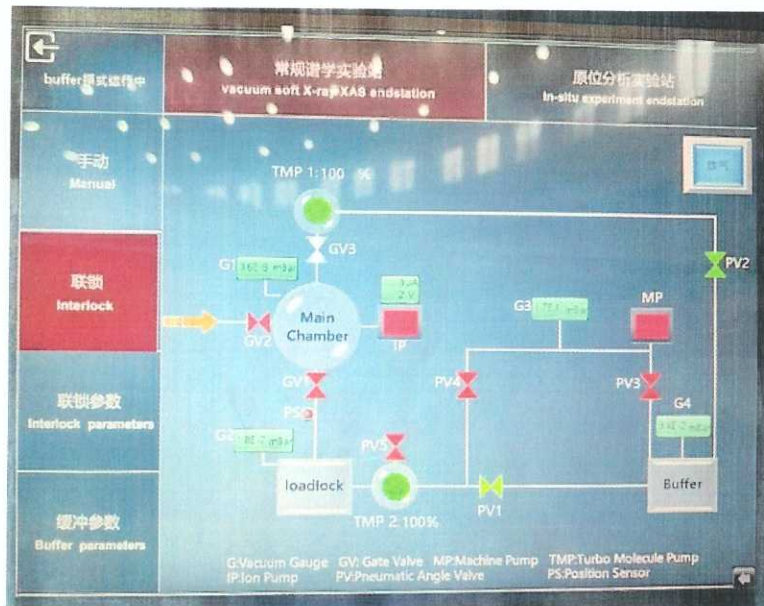 buffer模式运行中
常规谱学实验站
vacuum soft X-ray XAS endstation
原位分析实验站
In-situ experiment endstation
手动
Manual
联锁
Interlock
联锁参数
Interlock parameters
缓冲参数
Buffer parameters
TMP 1:100 %
GV3
G1
Main
Chamber
GV2
IP
G3
MP
PV2
GV1
PS
PV4
PV3
G4
G2
PV5
loadlock
PV1
Buffer
TMP 2:100%
G:Vacuum Gauge GV: Gate Valve MP:Machine Pump TMP:Turbo Molecule Pump
IP:Ion Pump PV:Pneumatic Angle Valve PS:Position Sensor